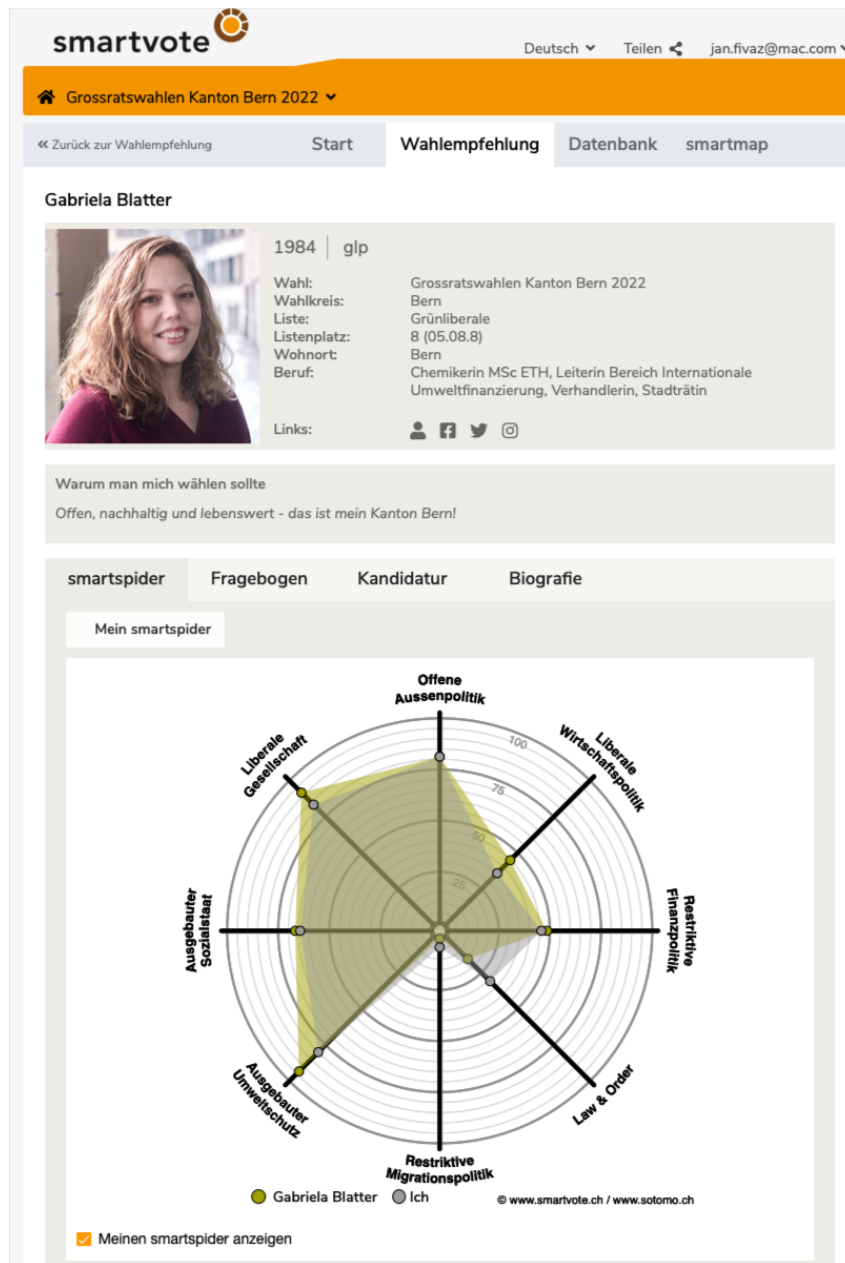 smartvote
Deutsch Teilen jan.fivaz@mac.com
Grossratswahlen Kanton Bern 2022
« Zurück zur Wahlempfehlung Start Wahlempfehlung Datenbank smartmap
Gabriela Blatter
1984 | glp
Wahl: Grossratswahlen Kanton Bern 2022
Wahlkreis: Bern
Liste: Grünliberale
Listenplatz: 8 (05.08.8)
Wohnort: Bern
Beruf: Chemikerin MSc ETH, Leiterin Bereich Internationale
Umweltfinanzierung, Verhandlerin, Stadträtin
Links:
Warum man mich wählen sollte
Offen, nachhaltig und lebenswert - das ist mein Kanton Bern!
smartspider Fragebogen Kandidatur Biografie
Mein smartspider
Offene
Aussenpolitik
Liberale
Wirtschaftspolitik
Liberale
Gesellschaft
100
75
50
25
Ausgebauter
Sozialstaat
Restriktive
Finanzpolitik
Ausgebauter
Umweltschutz
Law & Order
Restriktive
Migrationspolitik
Gabriela Blatter Ich © www.smartvote.ch / www.sotomo.ch
Meinen smartspider anzeigen